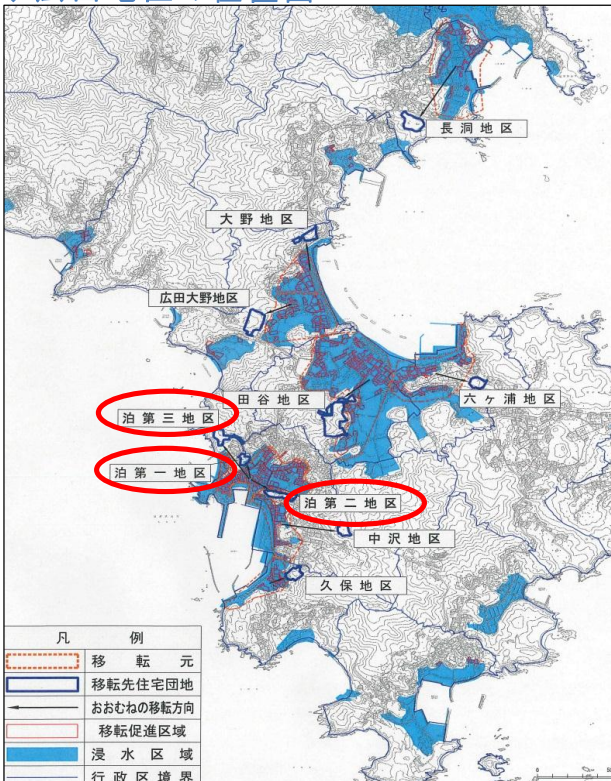 長洞地区
大野地区
広田大野地区
田谷地区
六ヶ浦地区
泊第三地区
泊第一地区
泊第二地区
中沢地区
久保地区
凡例
移転元
移転先住宅団地
おおむねの移転方向
移転促進区域
浸水区域
行政区境界